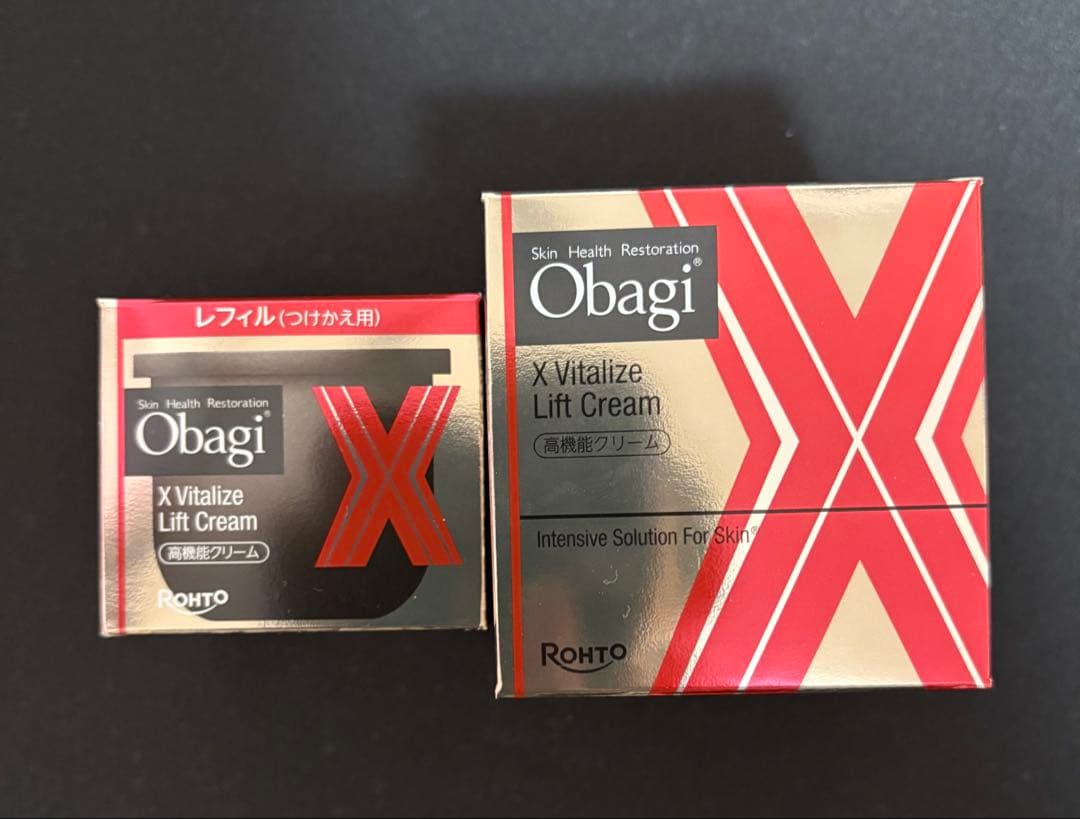 レフィル(つけかえ用)
Skin Health Restoration
Obagi®
X Vitalize
Lift Cream
高機能クリーム
ROHTO
Skin Health Restoration
Obagi®
X Vitalize
Lift Cream
高機能クリーム
Intensive Solution For Skin®
ROHTO